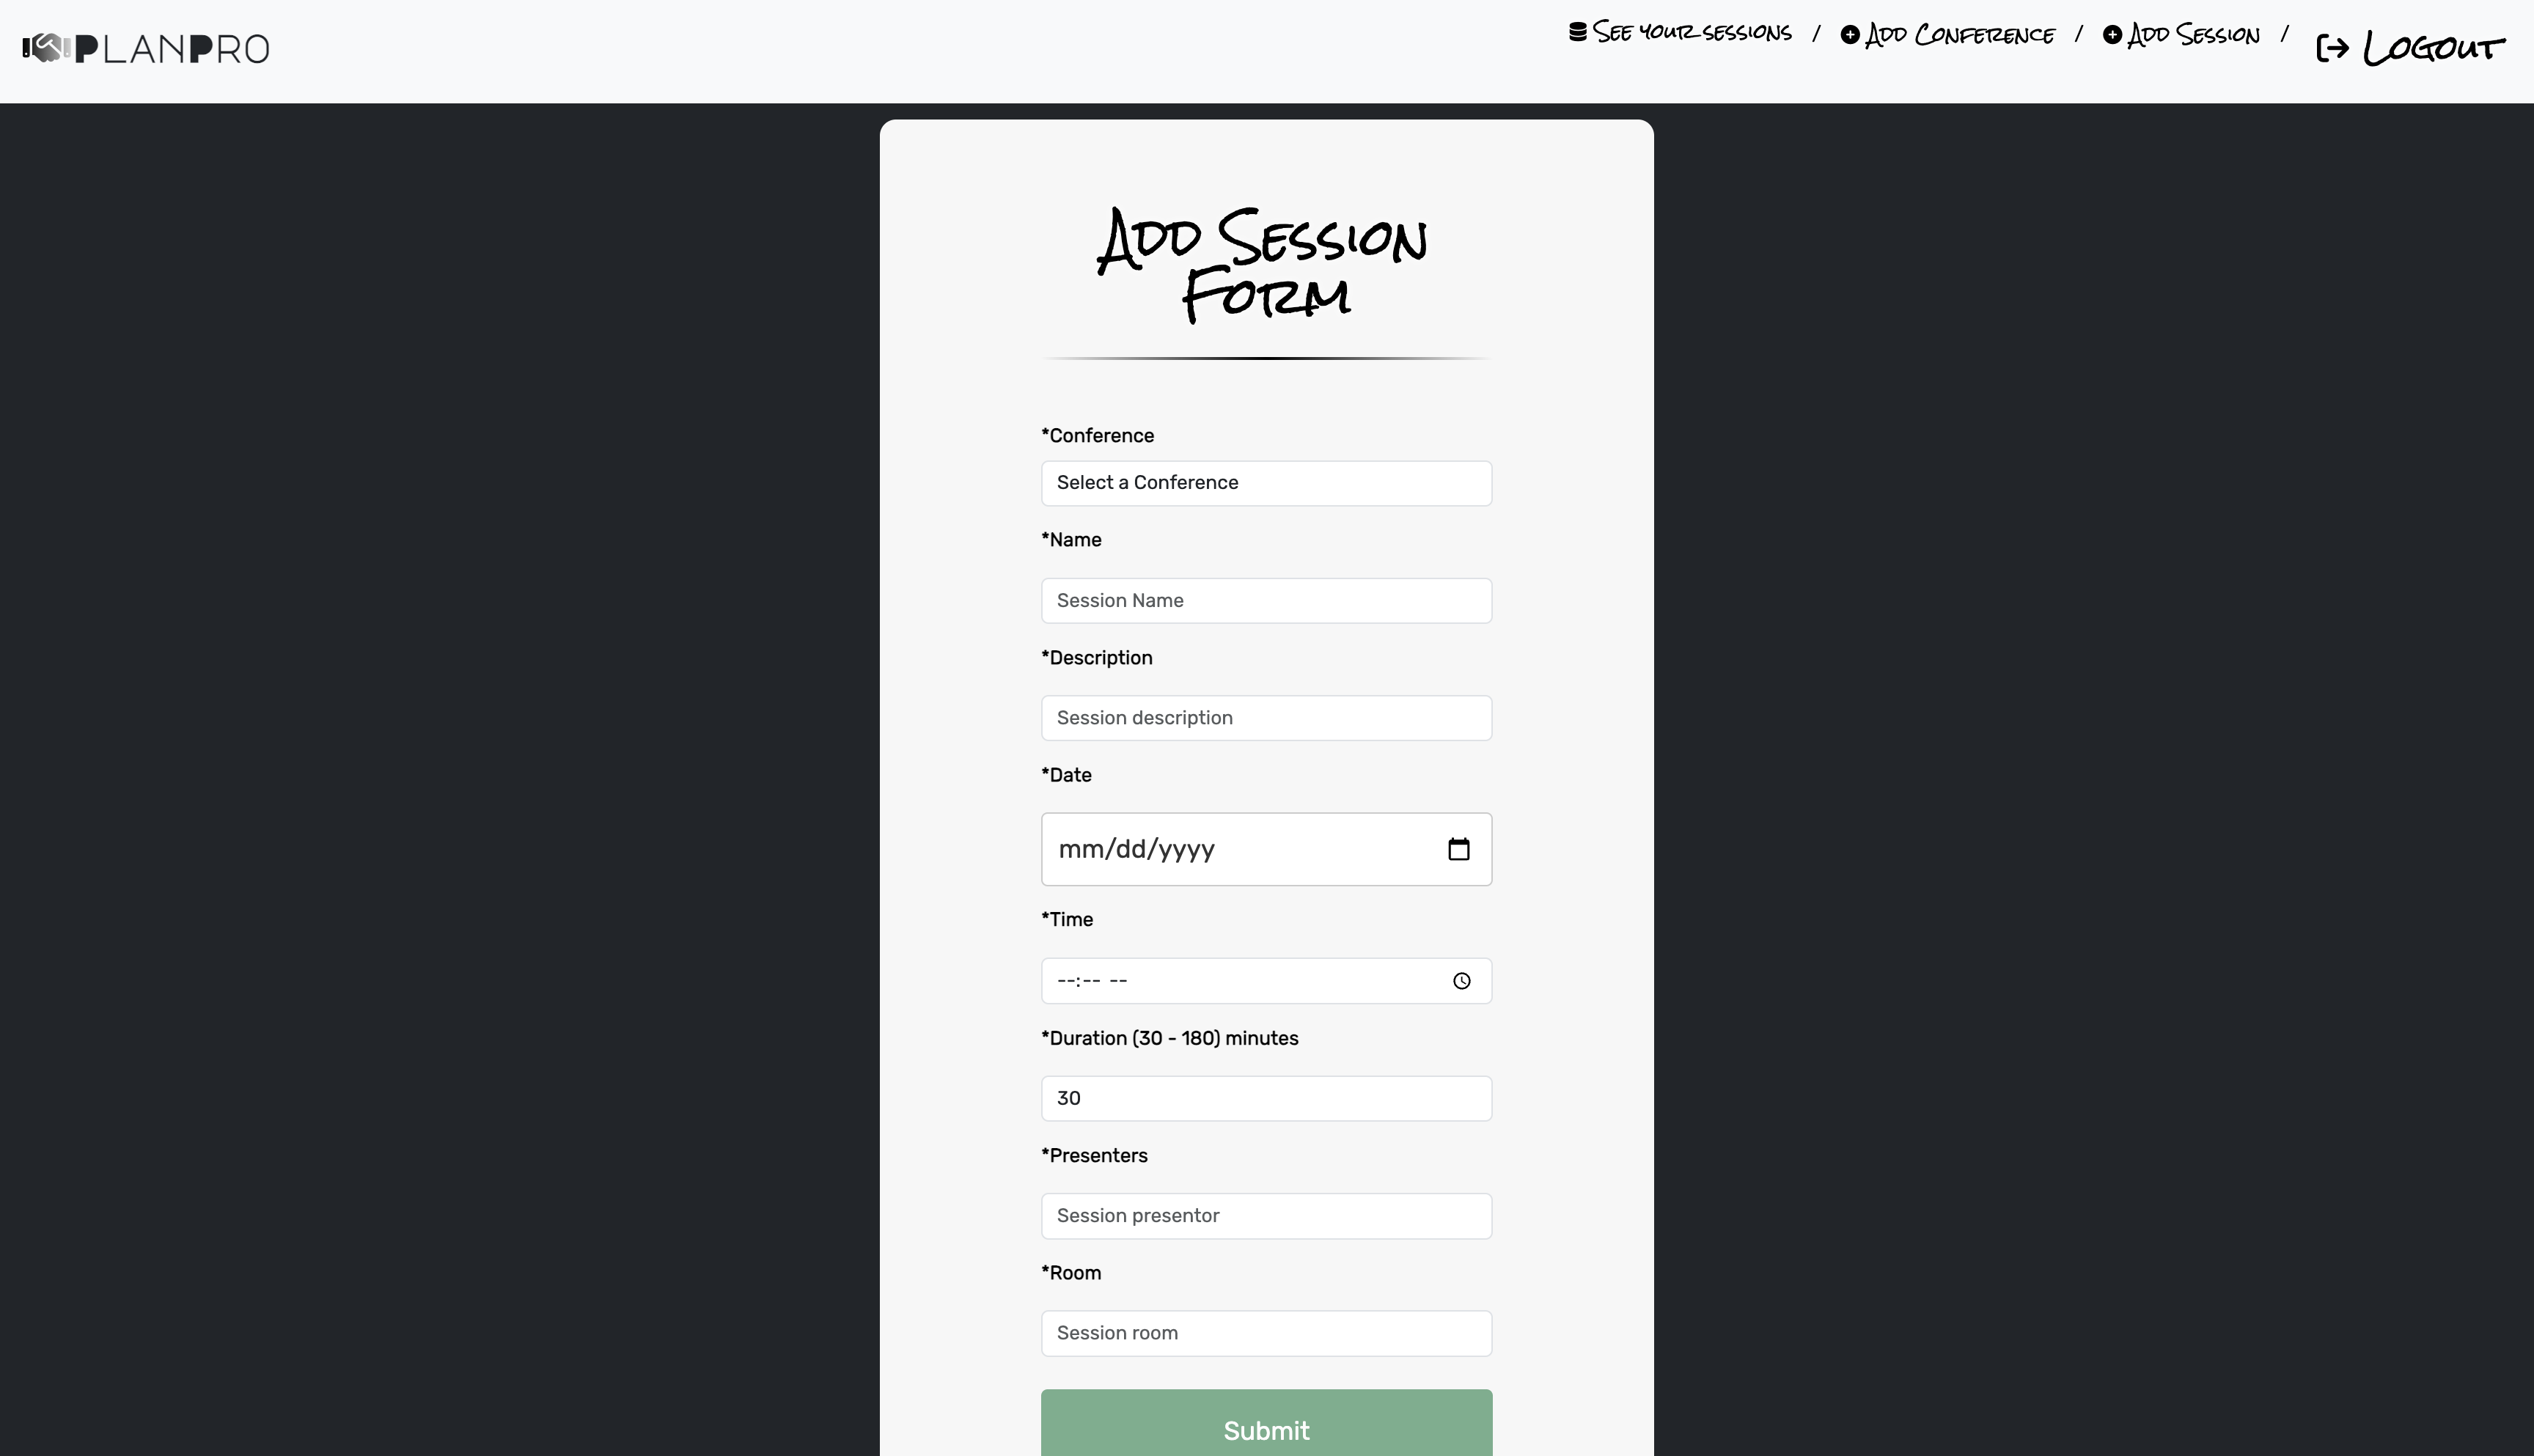 PLANPRO
See your sessions / Add Conference / Add Session / Logout
Add Session
Form
*Conference
Select a Conference
*Name
Session Name
*Description
Session description
*Date
mm/dd/yyyy
*Time
--:-- --
*Duration (30 - 180) minutes
30
*Presenters
Session presentor
*Room
Session room
Submit